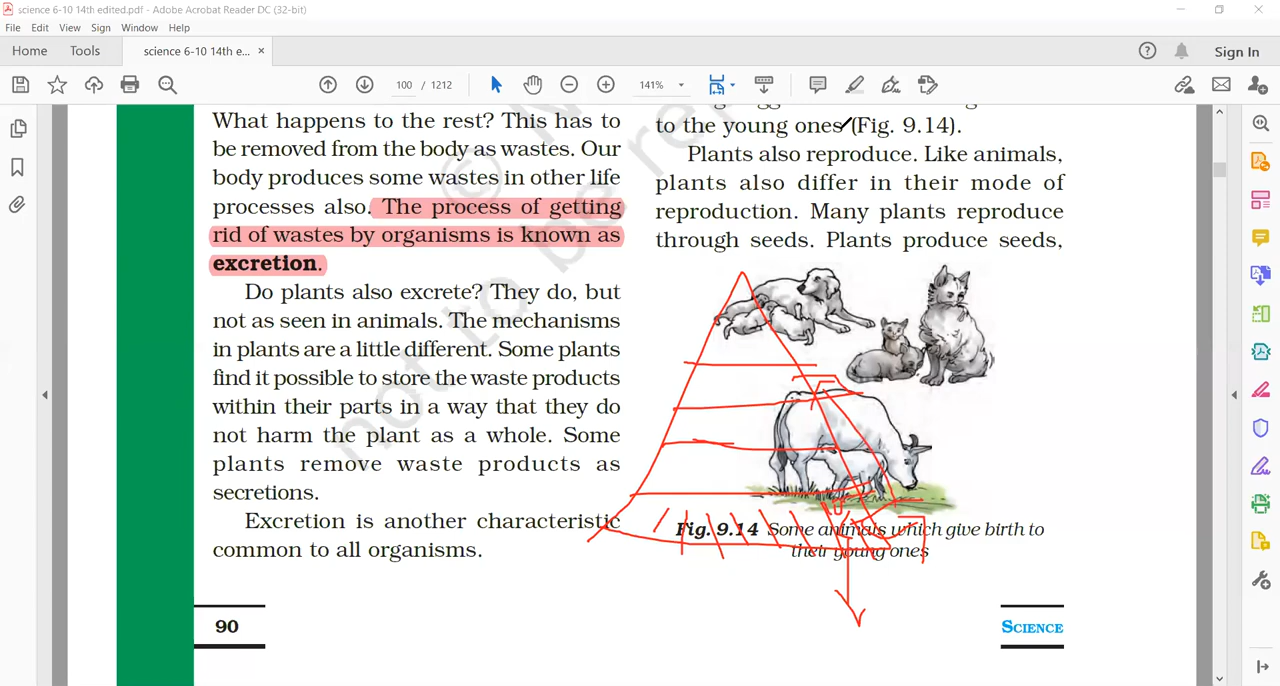 science 6-10 14th edited.pdf - Adobe Acrobat Reader DC (32-bit)
File Edit View Sign Window Help
Home Tools science 6-10 14th e... × Sign In
100 / 1212 141%
What happens to the rest? This has to
be removed from the body as wastes. Our
body produces some wastes in other life
processes also. The process of getting
rid of wastes by organisms is known as
excretion.
Do plants also excrete? They do, but
not as seen in animals. The mechanisms
in plants are a little different. Some plants
find it possible to store the waste products
within their parts in a way that they do
not harm the plant as a whole. Some
plants remove waste products as
secretions.
Excretion is another characteristic
common to all organisms.
to the young ones (Fig. 9.14).
Plants also reproduce. Like animals,
plants also differ in their mode of
reproduction. Many plants reproduce
through seeds. Plants produce seeds,
Fig. 9.14 Some animals which give birth to
their young ones
90
SCIENCE
not to be re